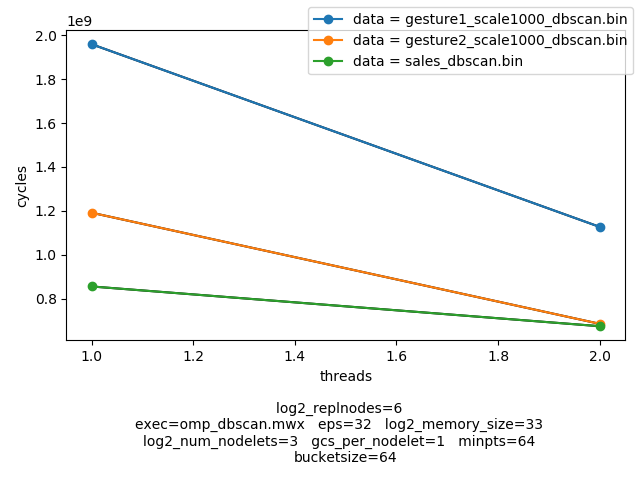 1e9
data = gesture1_scale1000_dbscan.bin
data = gesture2_scale1000_dbscan.bin
data = sales_dbscan.bin
2.0
1.8
1.6
1.4
1.2
1.0
0.8
cycles
1.0 1.2 1.4 1.6 1.8 2.0
threads
log2_replnodes=6
exec=omp_dbscan.mwx eps=32 log2_memory_size=33
log2_num_nodelets=3 gcs_per_nodelet=1 minpts=64
bucketsize=64